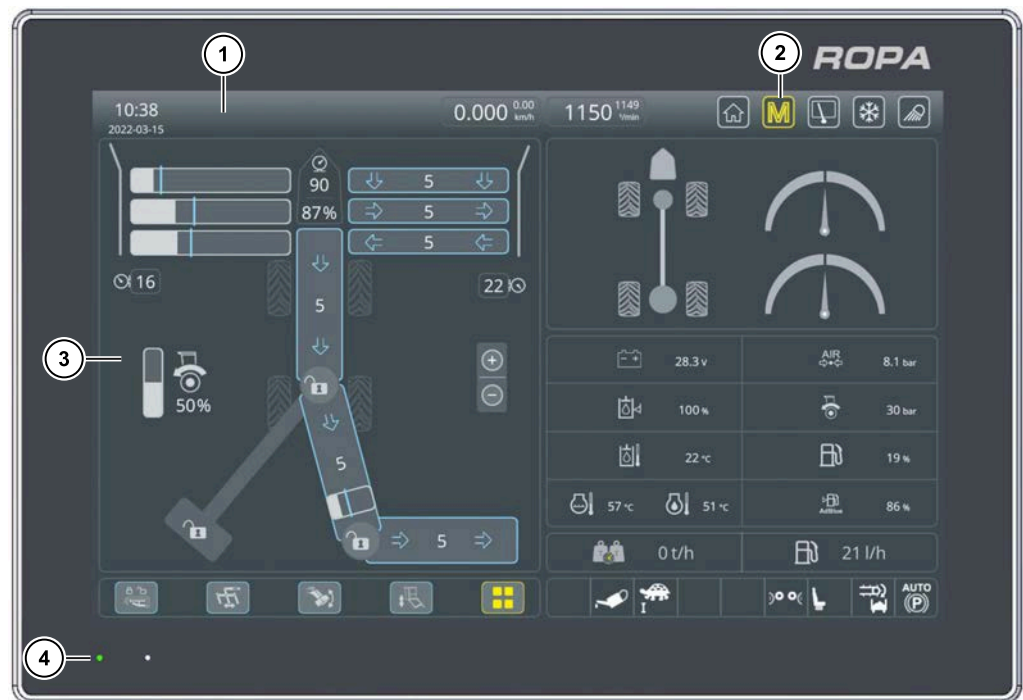 1
2
ROPA
10:38
2022-03-15
0.000 0.00 km/h
1150 1149 1/min
M
90
87%
5
5
5
16
22
5
3
50%
5
5
28.3 v
AIR
8.1 bar
100 %
30 bar
22 °C
19 %
57 °C
51 °C
Additive
86 %
0 t/h
21 l/h
AUTO
P
4